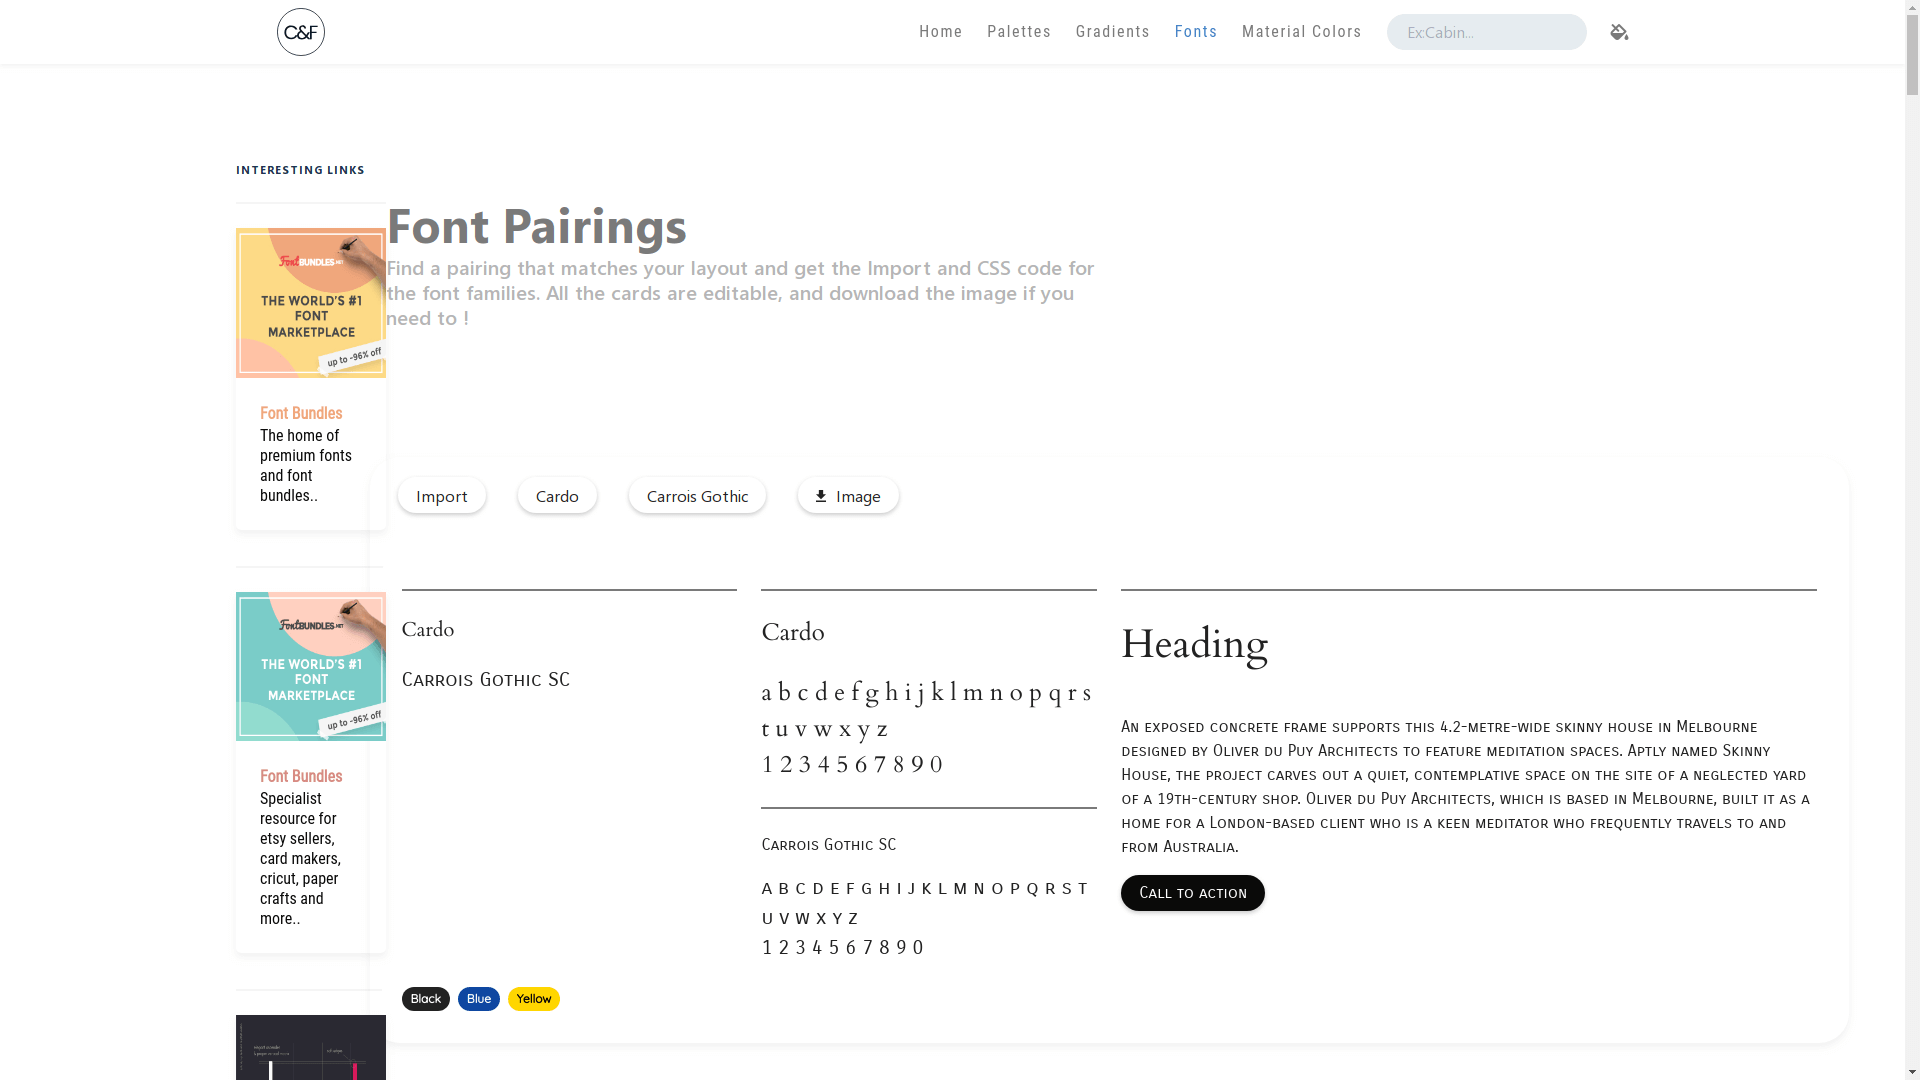 C&F
Home
Palettes
Gradients
Fonts
Material Colors
Ex:Cabin...
INTERESTING LINKS
FontBUNDLES.NET
THE WORLD'S #1
FONT
MARKETPLACE
up to -96% off
Font Bundles
The home of
premium fonts
and font
bundles..
FontBUNDLES.NET
THE WORLD'S #1
FONT
MARKETPLACE
up to -96% off
Font Bundles
Specialist
resource for
etsy sellers,
card makers,
cricut, paper
crafts and
more..
Font Pairings
Find a pairing that matches your layout and get the Import and CSS code for
the font families. All the cards are editable, and download the image if you
need to !
Import
Cardo
Carrois Gothic
Image
Cardo
Carrois Gothic SC
Cardo
a b c d e f g h i j k l m n o p q r s
t u v w x y z
1 2 3 4 5 6 7 8 9 0
Carrois Gothic SC
a b c d e f g h i j k l m n o p q r s t
u v w x y z
1 2 3 4 5 6 7 8 9 0
Heading
An exposed concrete frame supports this 4.2-metre-wide skinny house in Melbourne
designed by Oliver du Puy Architects to feature meditation spaces. Aptly named Skinny
House, the project carves out a quiet, contemplative space on the site of a neglected yard
of a 19th-century shop. Oliver du Puy Architects, which is based in Melbourne, built it as a
home for a London-based client who is a keen meditator who frequently travels to and
from Australia.
Call to action
Black
Blue
Yellow